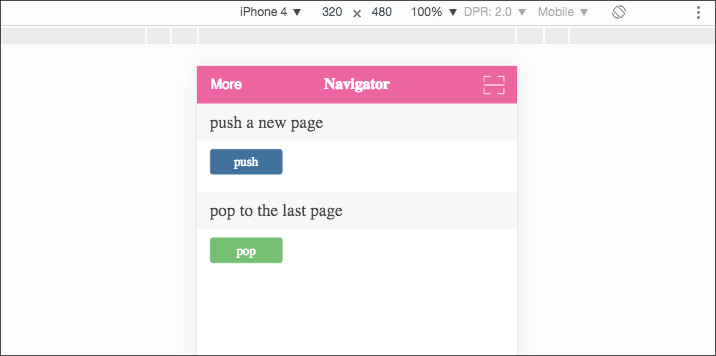 iPhone 4 ▼ 320 × 480 100% ▼ DPR: 2.0 ▼ Mobile ▼
More Navigator
push a new page
push
pop to the last page
pop